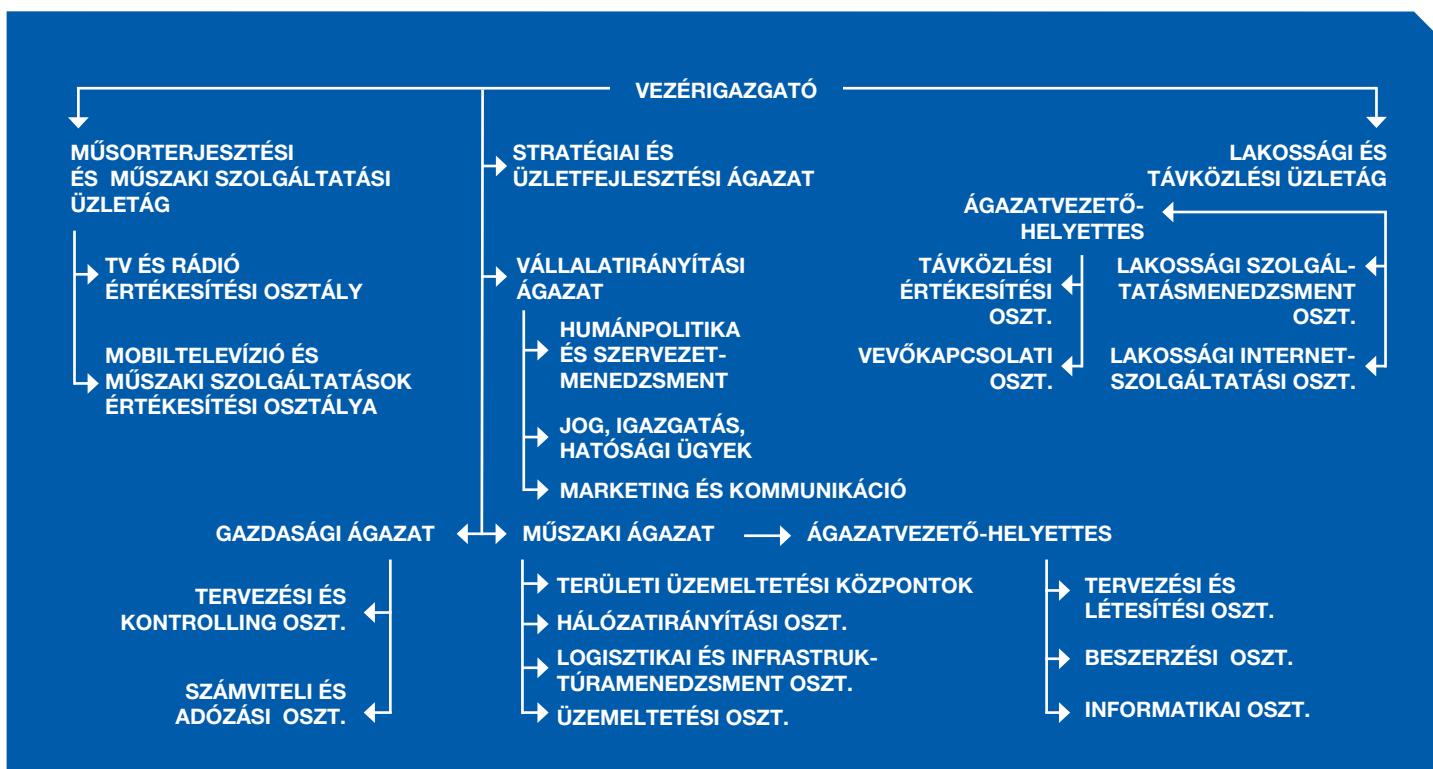 VEZÉRIGAZGATÓ
MŰSORTERJESZTÉSI
ÉS MŰSZAKI SZOLGÁLTATÁSI
ÜZLETÁG
TV ÉS RÁDIÓ
ÉRTÉKESÍTÉSI OSZTÁLY
MOBILTELEVÍZIÓ ÉS
MŰSZAKI SZOLGÁLTATÁSOK
ÉRTÉKESÍTÉSI OSZTÁLYA
STRATÉGIAI ÉS
ÜZLETFEJLESZTÉSI ÁGAZAT
VÁLLALATIRÁNYÍTÁSI
ÁGAZAT
HUMÁNPOLITIKA
ÉS SZERVEZET-
MENEDZSMENT
JOG, IGAZGATÁS,
HATÓSÁGI ÜGYEK
MARKETING ÉS KOMMUNIKÁCIÓ
LAKOSSÁGI ÉS
TÁVKÖZLÉSI ÜZLETÁG
ÁGAZATVEZETŐ-
HELYETTES
TÁVKÖZLÉSI
ÉRTÉKESÍTÉSI
OSZT.
VEVŐKAPCSOLATI
OSZT.
LAKOSSÁGI SZOLGÁL-
TATÁSMENEDZSMENT
OSZT.
LAKOSSÁGI INTERNET-
SZOLGÁLTATÁSI OSZT.
GAZDASÁGI ÁGAZAT
TERVEZÉSI ÉS
KONTROLLING OSZT.
SZÁMVITELI ÉS
ADÓZÁSI OSZT.
MŰSZAKI ÁGAZAT
TERÜLETI ÜZEMELTETÉSI KÖZPONTOK
HÁLÓZATIRÁNYÍTÁSI OSZT.
LOGISZTIKAI ÉS INFRASTRUK-
TÚRAMENEDZSMENT OSZT.
ÜZEMELTETÉSI OSZT.
ÁGAZATVEZETŐ-HELYETTES
TERVEZÉSI ÉS
LÉTESÍTÉSI OSZT.
BESZERZÉSI OSZT.
INFORMATIKAI OSZT.